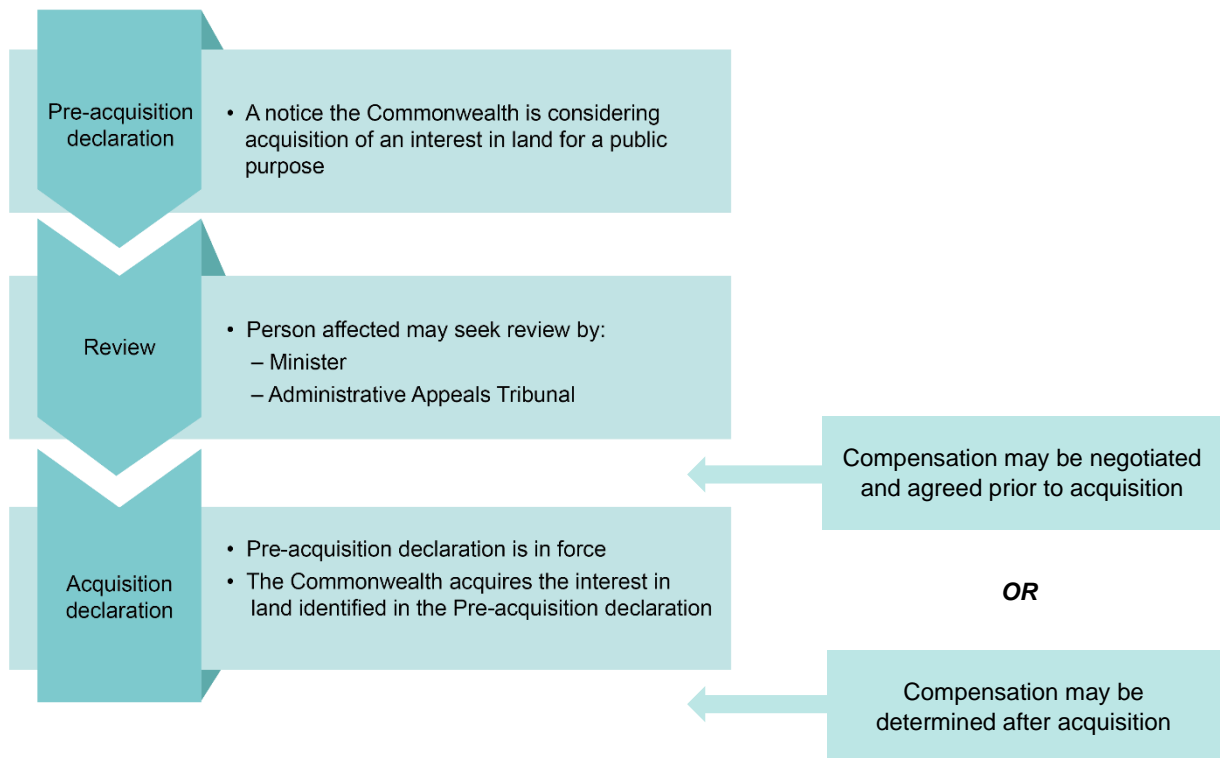 Pre-acquisition
declaration
• A notice the Commonwealth is considering
acquisition of an interest in land for a public
purpose
Review
• Person affected may seek review by:
– Minister
– Administrative Appeals Tribunal
Compensation may be negotiated
and agreed prior to acquisition
Acquisition
declaration
• Pre-acquisition declaration is in force
• The Commonwealth acquires the interest in
land identified in the Pre-acquisition declaration
OR
Compensation may be
determined after acquisition